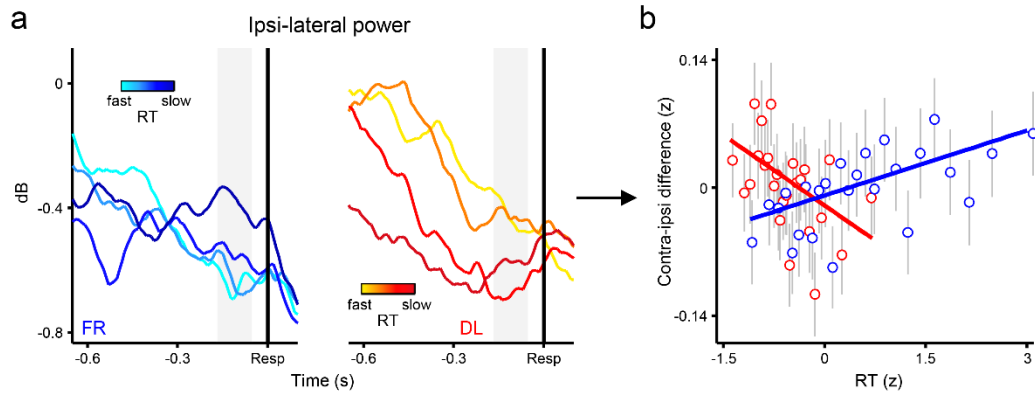 a
Ipsi-lateral power
b
0
-0.4
-0.8
dB
fast slow
RT
FR
-0.6 -0.3 Resp
fast slow
RT
DL
-0.6 -0.3 Resp
Time (s)
Contra-ipsi difference (z)
0.14
0
-0.14
-1.5 0 1.5 3
RT (z)